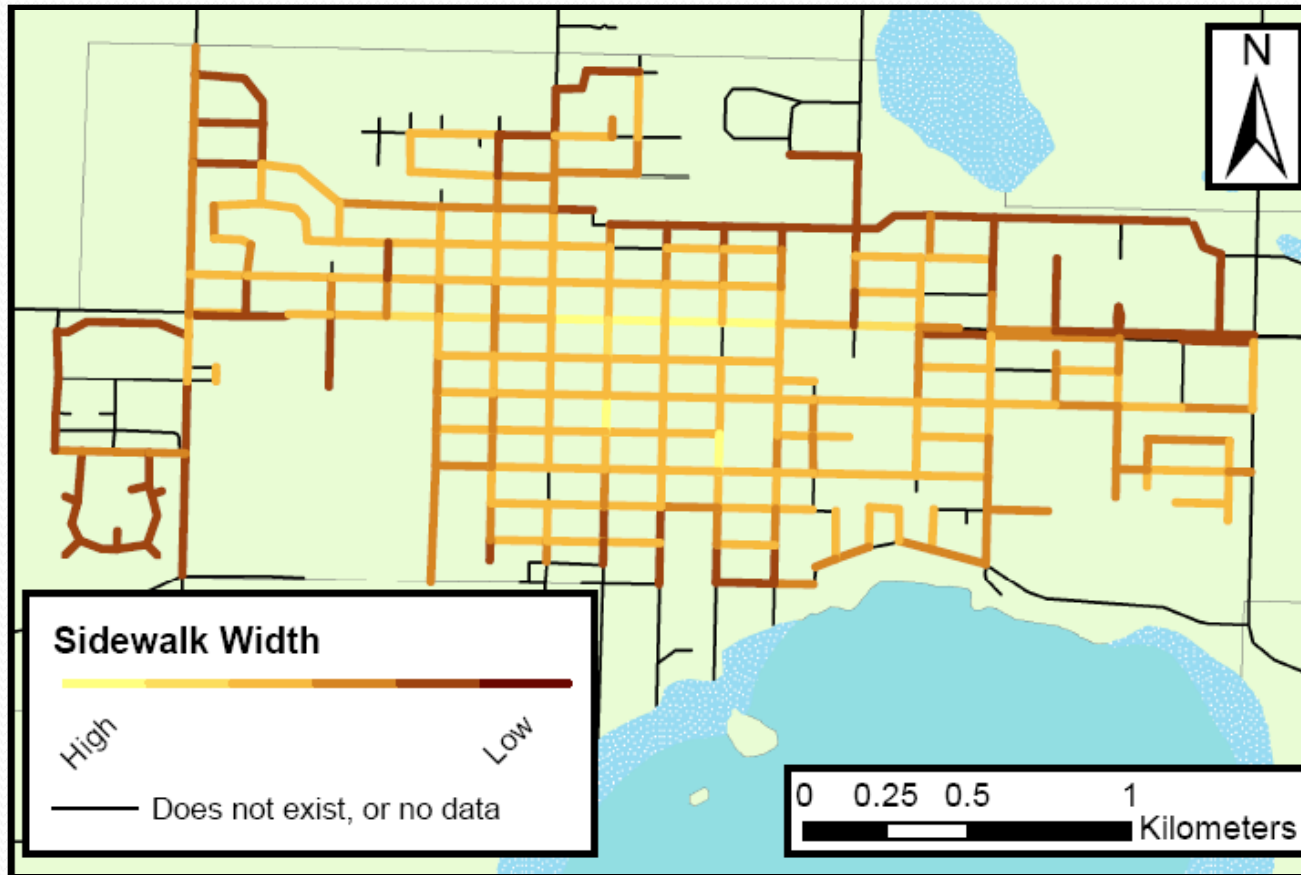 N
Sidewalk Width
High
Low
Does not exist, or no data
0 0.25 0.5 1
Kilometers